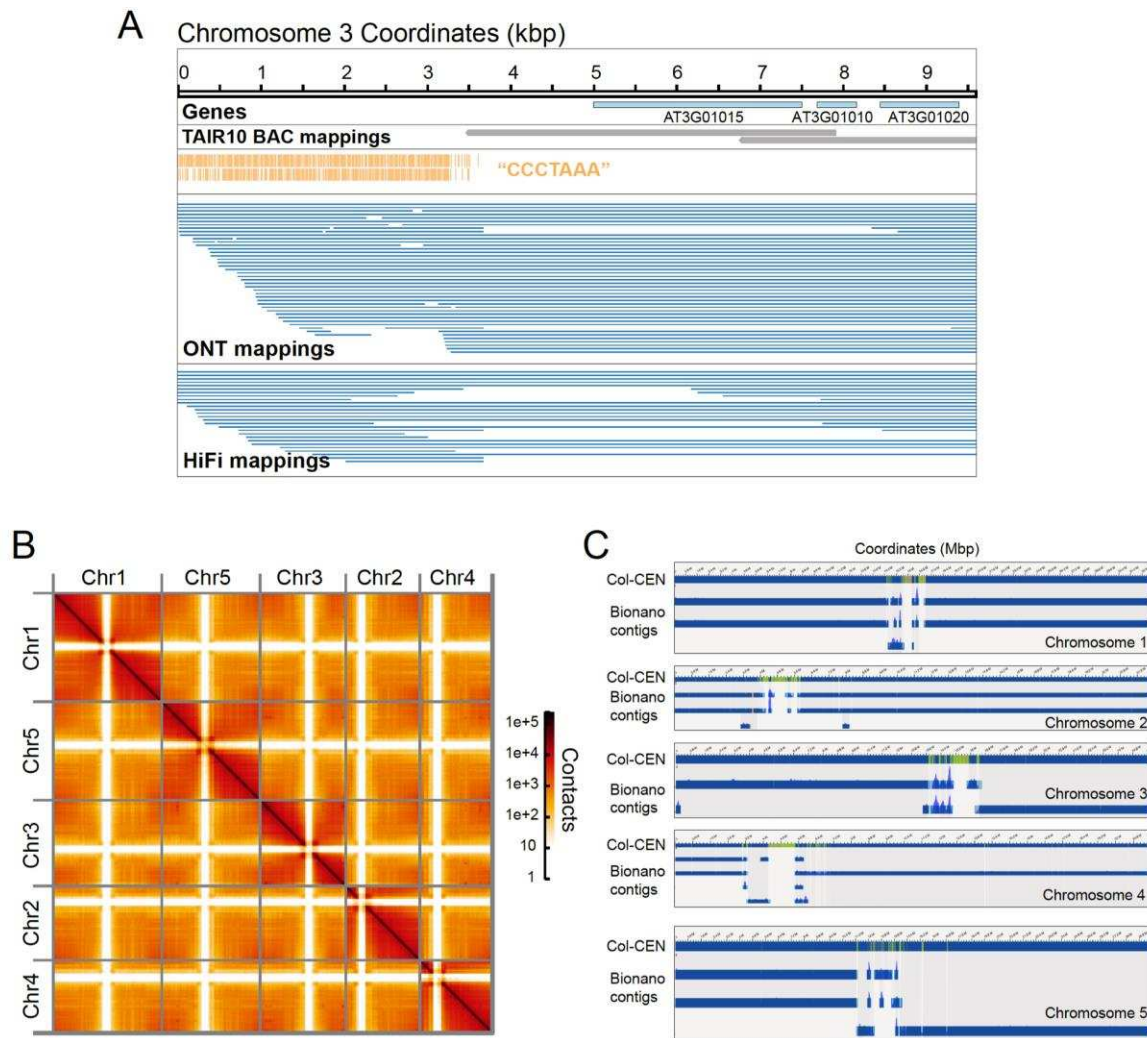 A
Chromosome 3 Coordinates (kbp)
0 1 2 3 4 5 6 7 8 9
Genes
AT3G01015 AT3G01010 AT3G01020
TAIR10 BAC mappings
“CCCTAAA”
ONT mappings
HiFi mappings
B
Chr1 Chr5 Chr3 Chr2 Chr4
Chr1
Chr5
Chr3
Chr2
Chr4
1e+5
1e+4
1e+3
1e+2
10
1
Contacts
C
Coordinates (Mbp)
Col-CEN
Bionano
contigs
Chromosome 1
Col-CEN
Bionano
contigs
Chromosome 2
Col-CEN
Bionano
contigs
Chromosome 3
Col-CEN
Bionano
contigs
Chromosome 4
Col-CEN
Bionano
contigs
Chromosome 5